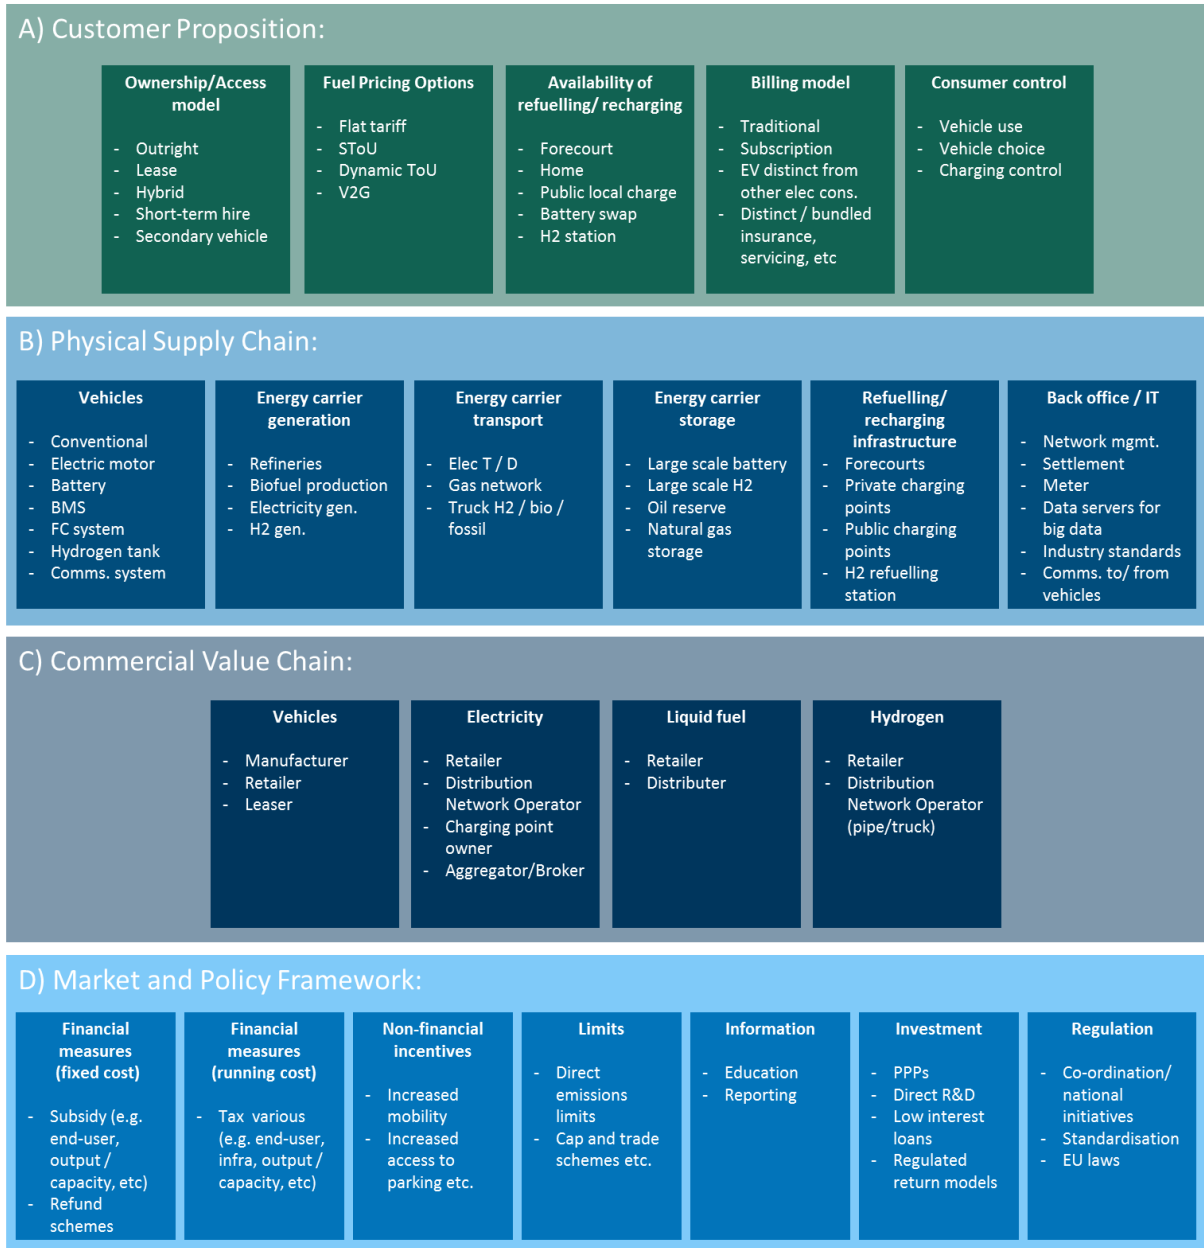 A) Customer Proposition:
Ownership/Access
model
- Outright
- Lease
- Hybrid
- Short-term hire
- Secondary vehicle
Fuel Pricing Options
- Flat tariff
- SToU
- Dynamic ToU
- V2G
Availability of
refuelling/ recharging
- Forecourt
- Home
- Public local charge
- Battery swap
- H2 station
Billing model
- Traditional
- Subscription
- EV distinct from
other elec cons.
- Distinct / bundled
insurance,
servicing, etc
Consumer control
- Vehicle use
- Vehicle choice
- Charging control
B) Physical Supply Chain:
Vehicles
- Conventional
- Electric motor
- Battery
- BMS
- FC system
- Hydrogen tank
- Comms. system
Energy carrier
generation
- Refineries
- Biofuel production
- Electricity gen.
- H2 gen.
Energy carrier
transport
- Elec T / D
- Gas network
- Truck H2 / bio /
fossil
Energy carrier
storage
- Large scale battery
- Large scale H2
- Oil reserve
- Natural gas
storage
Refuelling/
recharging
infrastructure
- Forecourts
- Private charging
points
- Public charging
points
- H2 refuelling
station
Back office / IT
- Network mgmt.
- Settlement
- Meter
- Data servers for
big data
- Industry standards
- Comms. to/ from
vehicles
C) Commercial Value Chain:
Vehicles
- Manufacturer
- Retailer
- Leaser
Electricity
- Retailer
- Distribution
Network Operator
- Charging point
owner
- Aggregator/Broker
Liquid fuel
- Retailer
- Distributer
Hydrogen
- Retailer
- Distribution
Network Operator
(pipe/truck)
D) Market and Policy Framework:
Financial
measures
(fixed cost)
- Subsidy (e.g.
end-user,
output /
capacity, etc)
- Refund
schemes
Financial
measures
(running cost)
- Tax various
(e.g. end-user,
infra, output /
capacity, etc)
Non-financial
incentives
- Increased
mobility
- Increased
access to
parking etc.
Limits
- Direct
emissions
limits
- Cap and trade
schemes etc.
Information
- Education
- Reporting
Investment
- PPPs
- Direct R&D
- Low interest
loans
- Regulated
return models
Regulation
- Co-ordination/
national
initiatives
- Standardisation
- EU laws